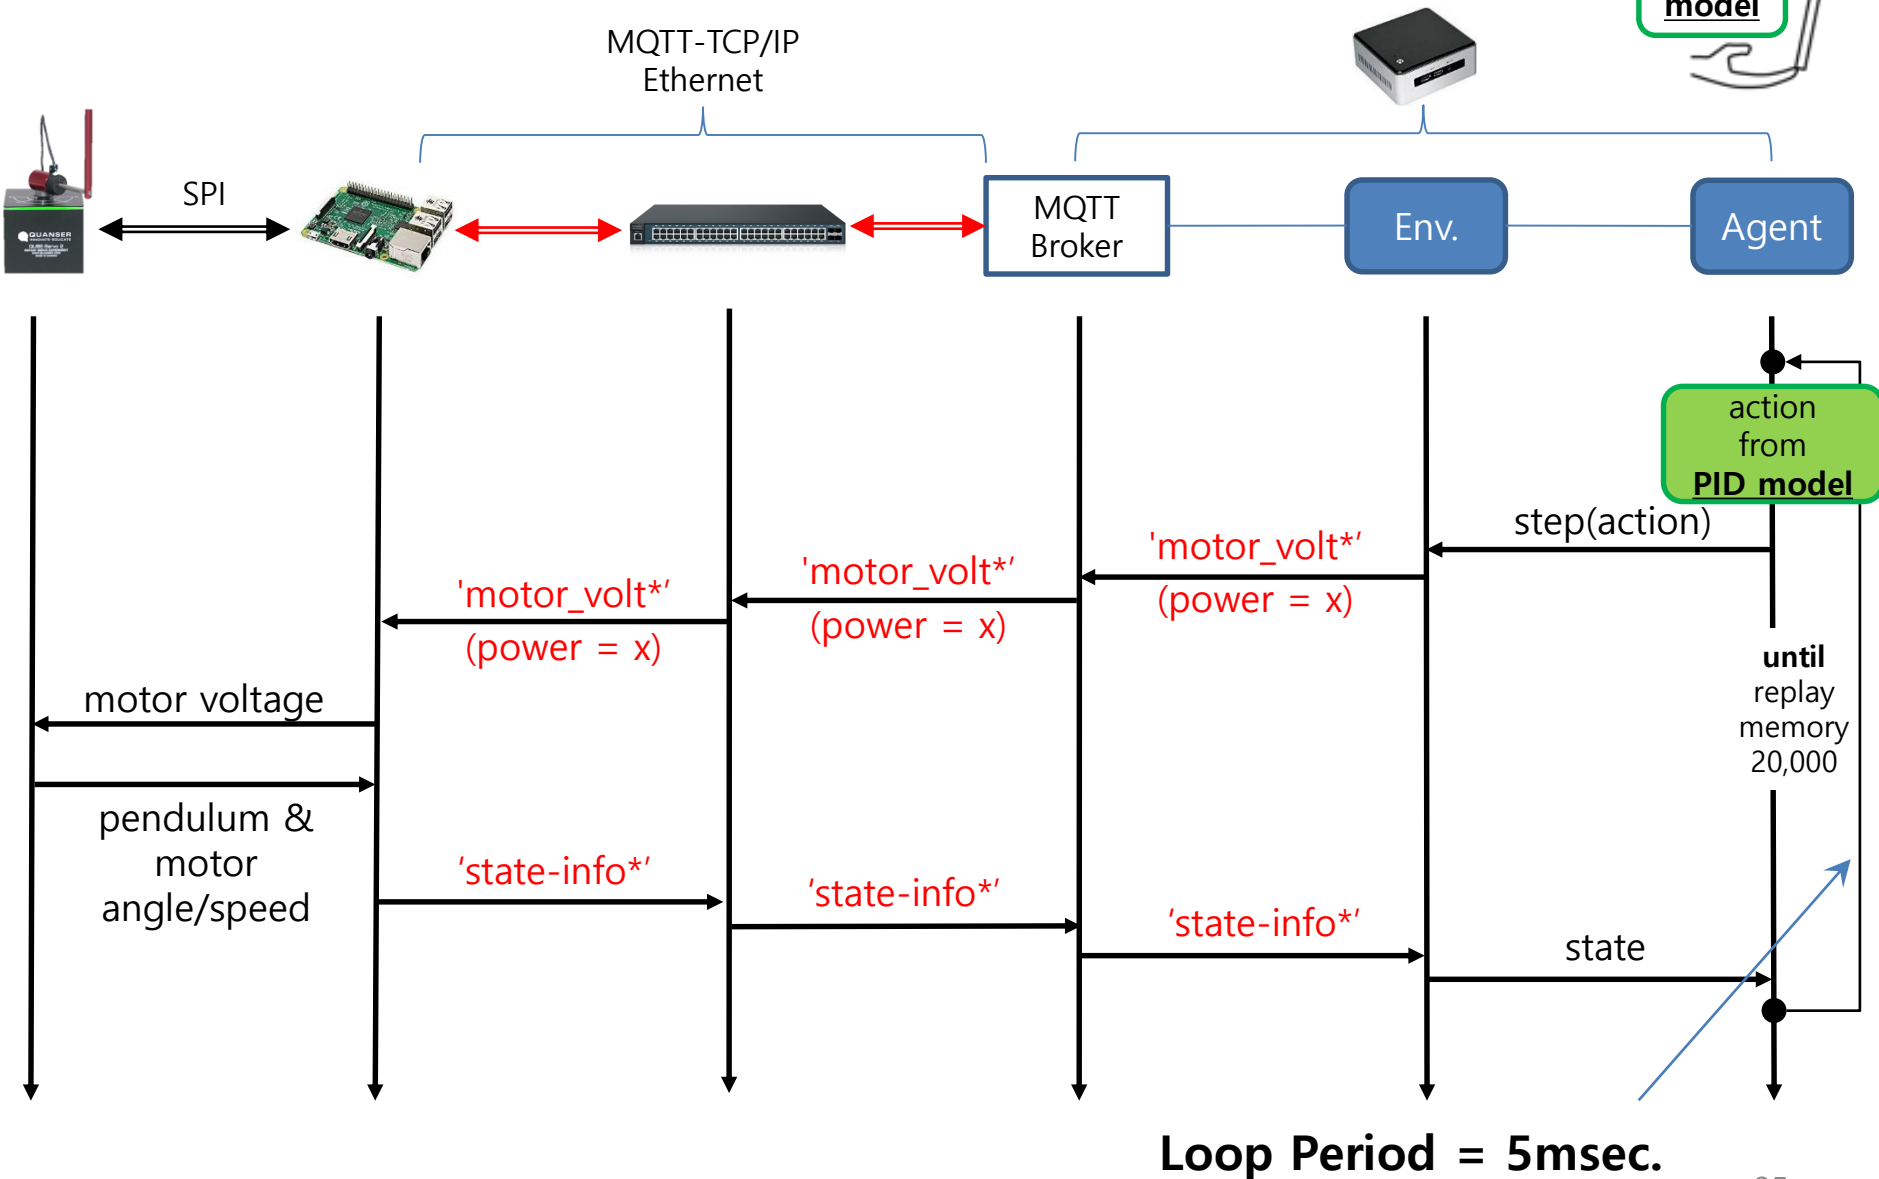 model
MQTT-TCP/IP
Ethernet
SPI
QUANSER
MQTT
Broker
Env.
Agent
action
from
PID model
step(action)
'motor_volt*’
(power = x)
'motor_volt*’
(power = x)
'motor_volt*’
(power = x)
motor voltage
until
replay
memory
20,000
pendulum &
motor
angle/speed
‘state-info*’
‘state-info*’
‘state-info*’
state
Loop Period = 5msec.